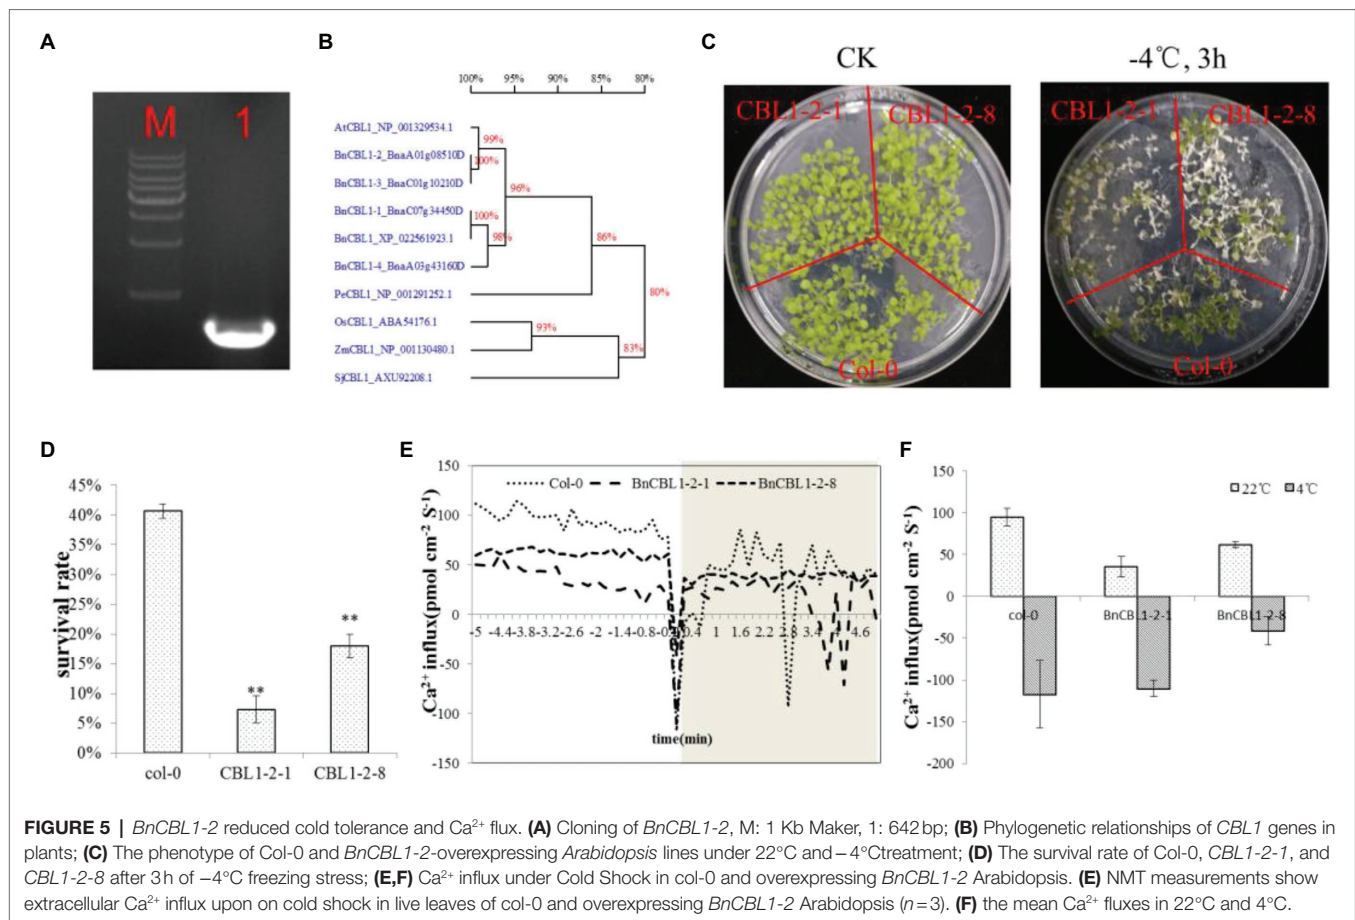 A
M 1
B
100% 95% 90% 85% 80%
AtCBL1_NP_001329534.1
BnCBL1-2_BnaA01g08510D
BnCBL1-3_BnaC01g10210D
BnCBL1-1_BnaC07g34450D
BnCBL1_XP_022561923.1
BnCBL1-4_BnaA03g43160D
PeCBL1_NP_001291252.1
OsCBL1_ABA54176.1
ZmCBL1_NP_001130480.1
SjCBL1_AXU92208.1
99%
100%
96%
100%
98%
86%
80%
93%
83%
C
CK
CBL1-2-1 CBL1-2-8
Col-0
-4℃, 3h
CBL1-2-1 CBL1-2-8
Col-0
D
survival rate
45%
40%
35%
30%
25%
20%
15%
10%
5%
0%
**
**
col-0 CBL1-2-1 CBL1-2-8
E
Ca²⁺ influx(pmol cm⁻² S⁻¹)
150
100
50
0
-50
-100
-150
Col-0 BnCBL1-2-1 BnCBL1-2-8
-5 -4.4 -3.8 -3.2 -2.6 -2 -1.4 -0.8 -0.2 0.4 1 1.6 2.2 2.8 3.4 4 4.6
time(min)
F
Ca²⁺ influx(pmol cm⁻² S⁻¹)
150
100
50
0
-50
-100
-150
-200
22℃ 4℃
col-0 BnCBL1-2-1 BnCBL1-2-8
FIGURE 5 | BnCBL1-2 reduced cold tolerance and Ca²⁺ flux. (A) Cloning of BnCBL1-2, M: 1 Kb Maker, 1: 642 bp; (B) Phylogenetic relationships of CBL1 genes in
plants; (C) The phenotype of Col-0 and BnCBL1-2-overexpressing Arabidopsis lines under 22°C and −4°Ctreatment; (D) The survival rate of Col-0, CBL1-2-1, and
CBL1-2-8 after 3 h of −4°C freezing stress; (E,F) Ca²⁺ influx under Cold Shock in col-0 and overexpressing BnCBL1-2 Arabidopsis. (E) NMT measurements show
extracellular Ca²⁺ influx upon on cold shock in live leaves of col-0 and overexpressing BnCBL1-2 Arabidopsis (n = 3). (F) the mean Ca²⁺ fluxes in 22°C and 4°C.